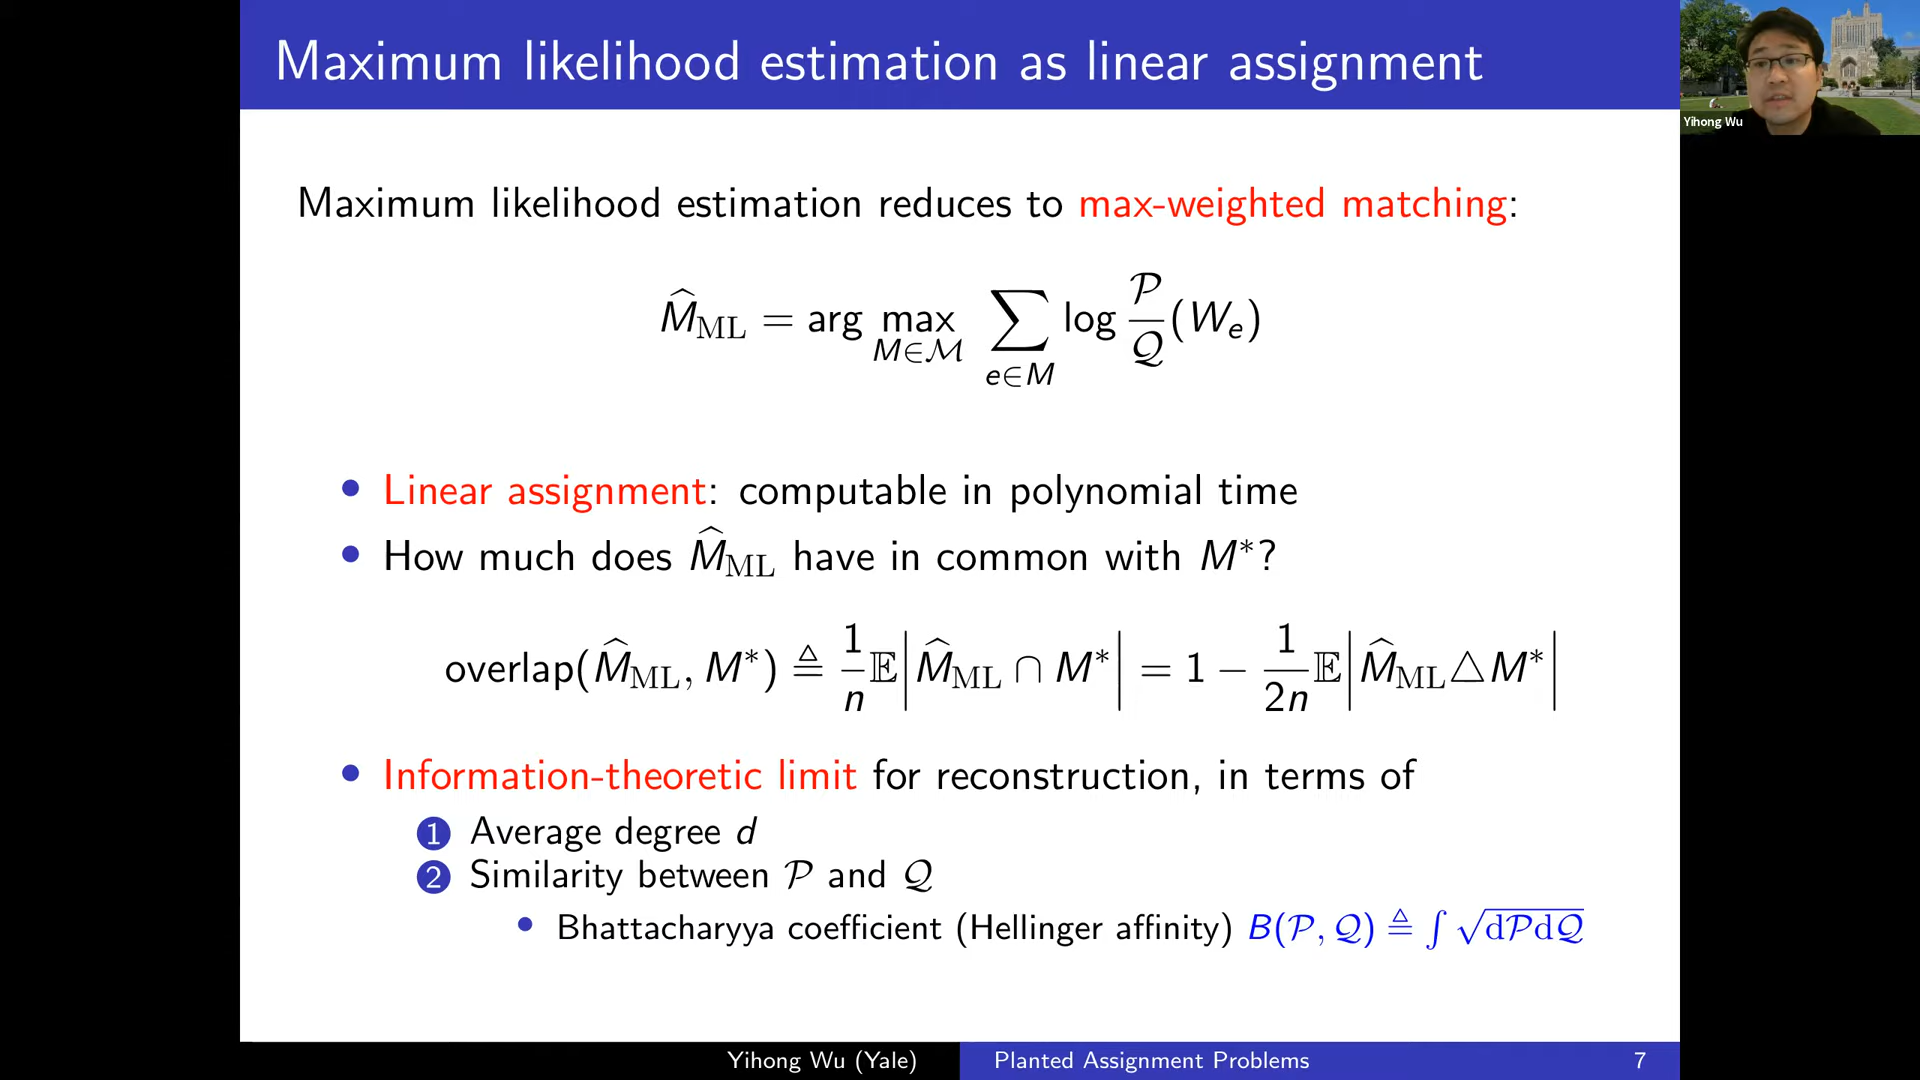 Maximum likelihood estimation as linear assignment
Yihong Wu
Maximum likelihood estimation reduces to max-weighted matching:
M̂_ML = arg max_{M∈ℳ} ∑_{e∈M} log 𝒫/𝒬 (W_e)
• Linear assignment: computable in polynomial time
• How much does M̂_ML have in common with M*?
overlap(M̂_ML, M*) ≜ 1/n 𝔼|M̂_ML ∩ M*| = 1 − 1/2n 𝔼|M̂_ML △ M*|
• Information-theoretic limit for reconstruction, in terms of
1 Average degree d
2 Similarity between 𝒫 and 𝒬
• Bhattacharyya coefficient (Hellinger affinity) B(𝒫, 𝒬) ≜ ∫ √d𝒫d𝒬
Yihong Wu (Yale) Planted Assignment Problems 7